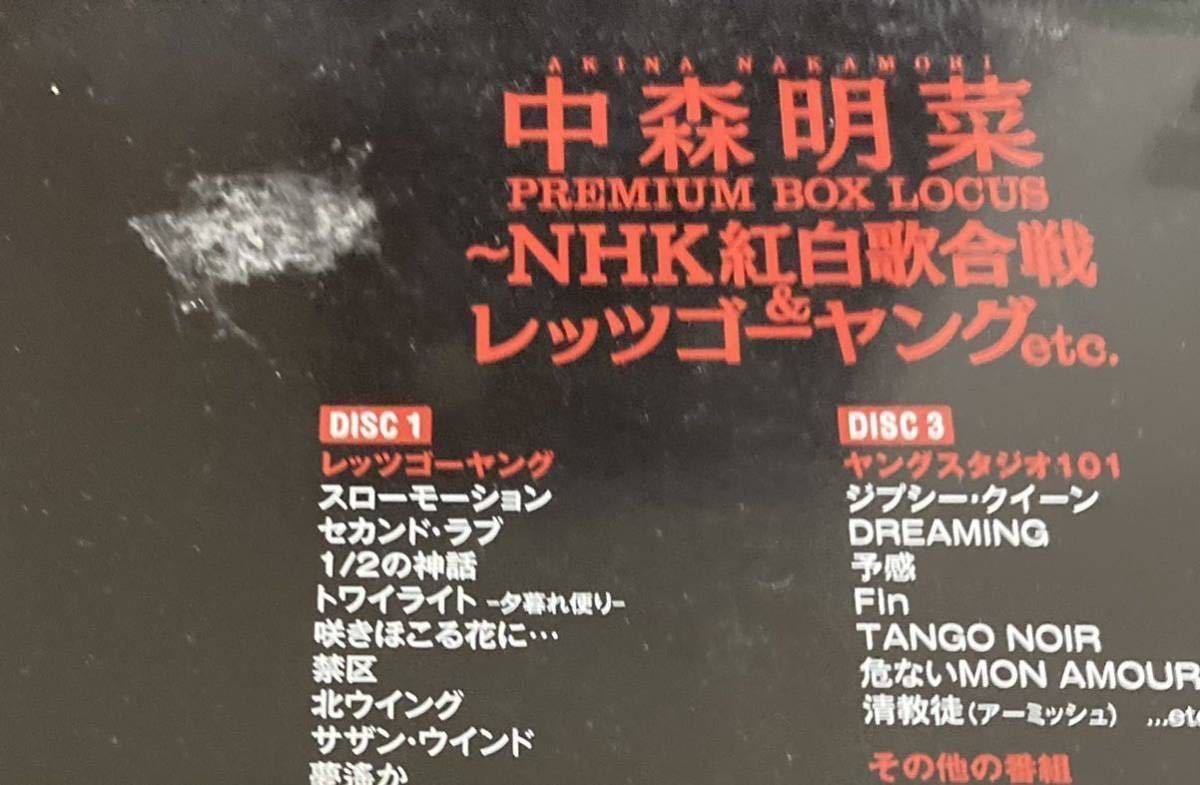 AKINA NAKAMORI
中森明菜
PREMIUM BOX LOCUS
~NHK紅白歌合戦
&
レッツゴーヤングetc.
DISC 1
レッツゴーヤング
スローモーション
セカンド・ラブ
1/2の神話
トワイライト -夕暮れ便り-
咲きほこる花に…
禁区
北ウイング
サザン・ウインド
夢遥か
DISC 3
ヤングスタジオ101
ジプシー・クイーン
DREAMING
予感
Fin
TANGO NOIR
危ないMON AMOUR
清教徒(アーミッシュ) ...etc
その他の番組